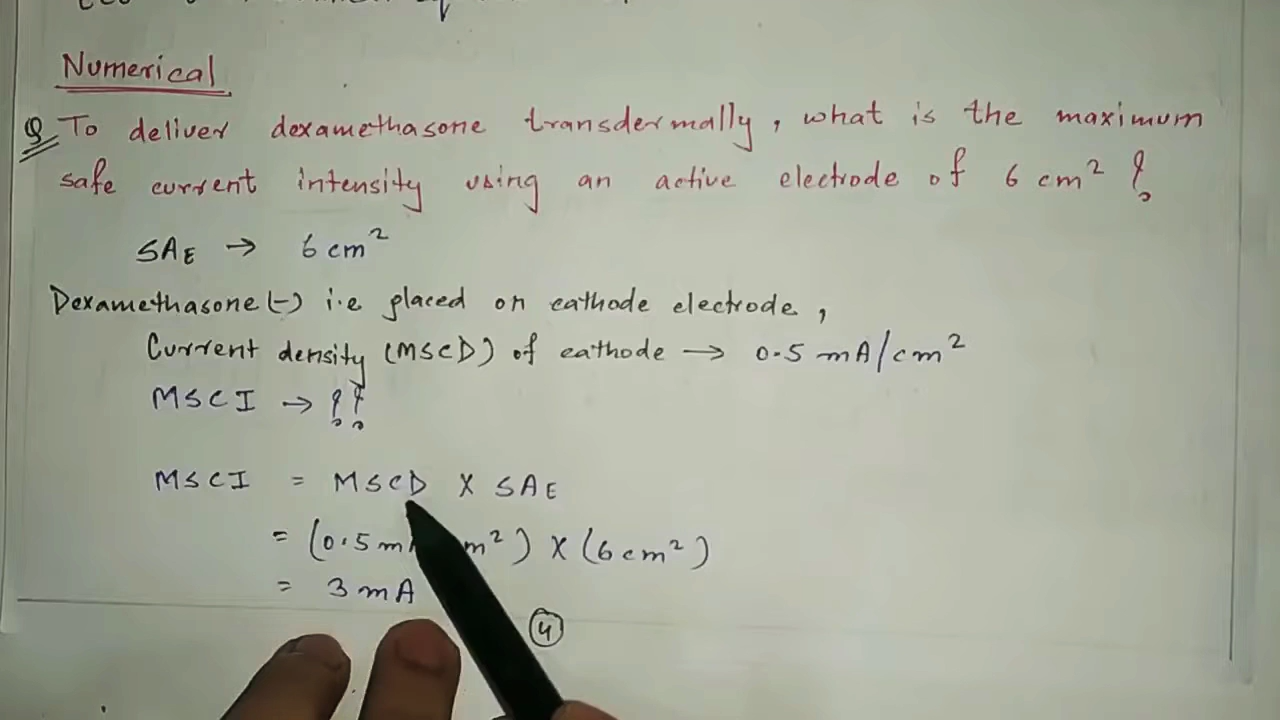 Numerical
Q To deliver dexamethasone transdermally, what is the maximum
safe current intensity using an active electrode of 6 cm² ?
SAE → 6 cm²
Dexamethasone (-) i.e placed on cathode electrode,
Current density (MSCD) of cathode → 0.5 mA/cm²
MSCI → ??
MSCI = MSCD X SAE
= (0.5 m m²) X (6 cm²)
= 3 mA
4